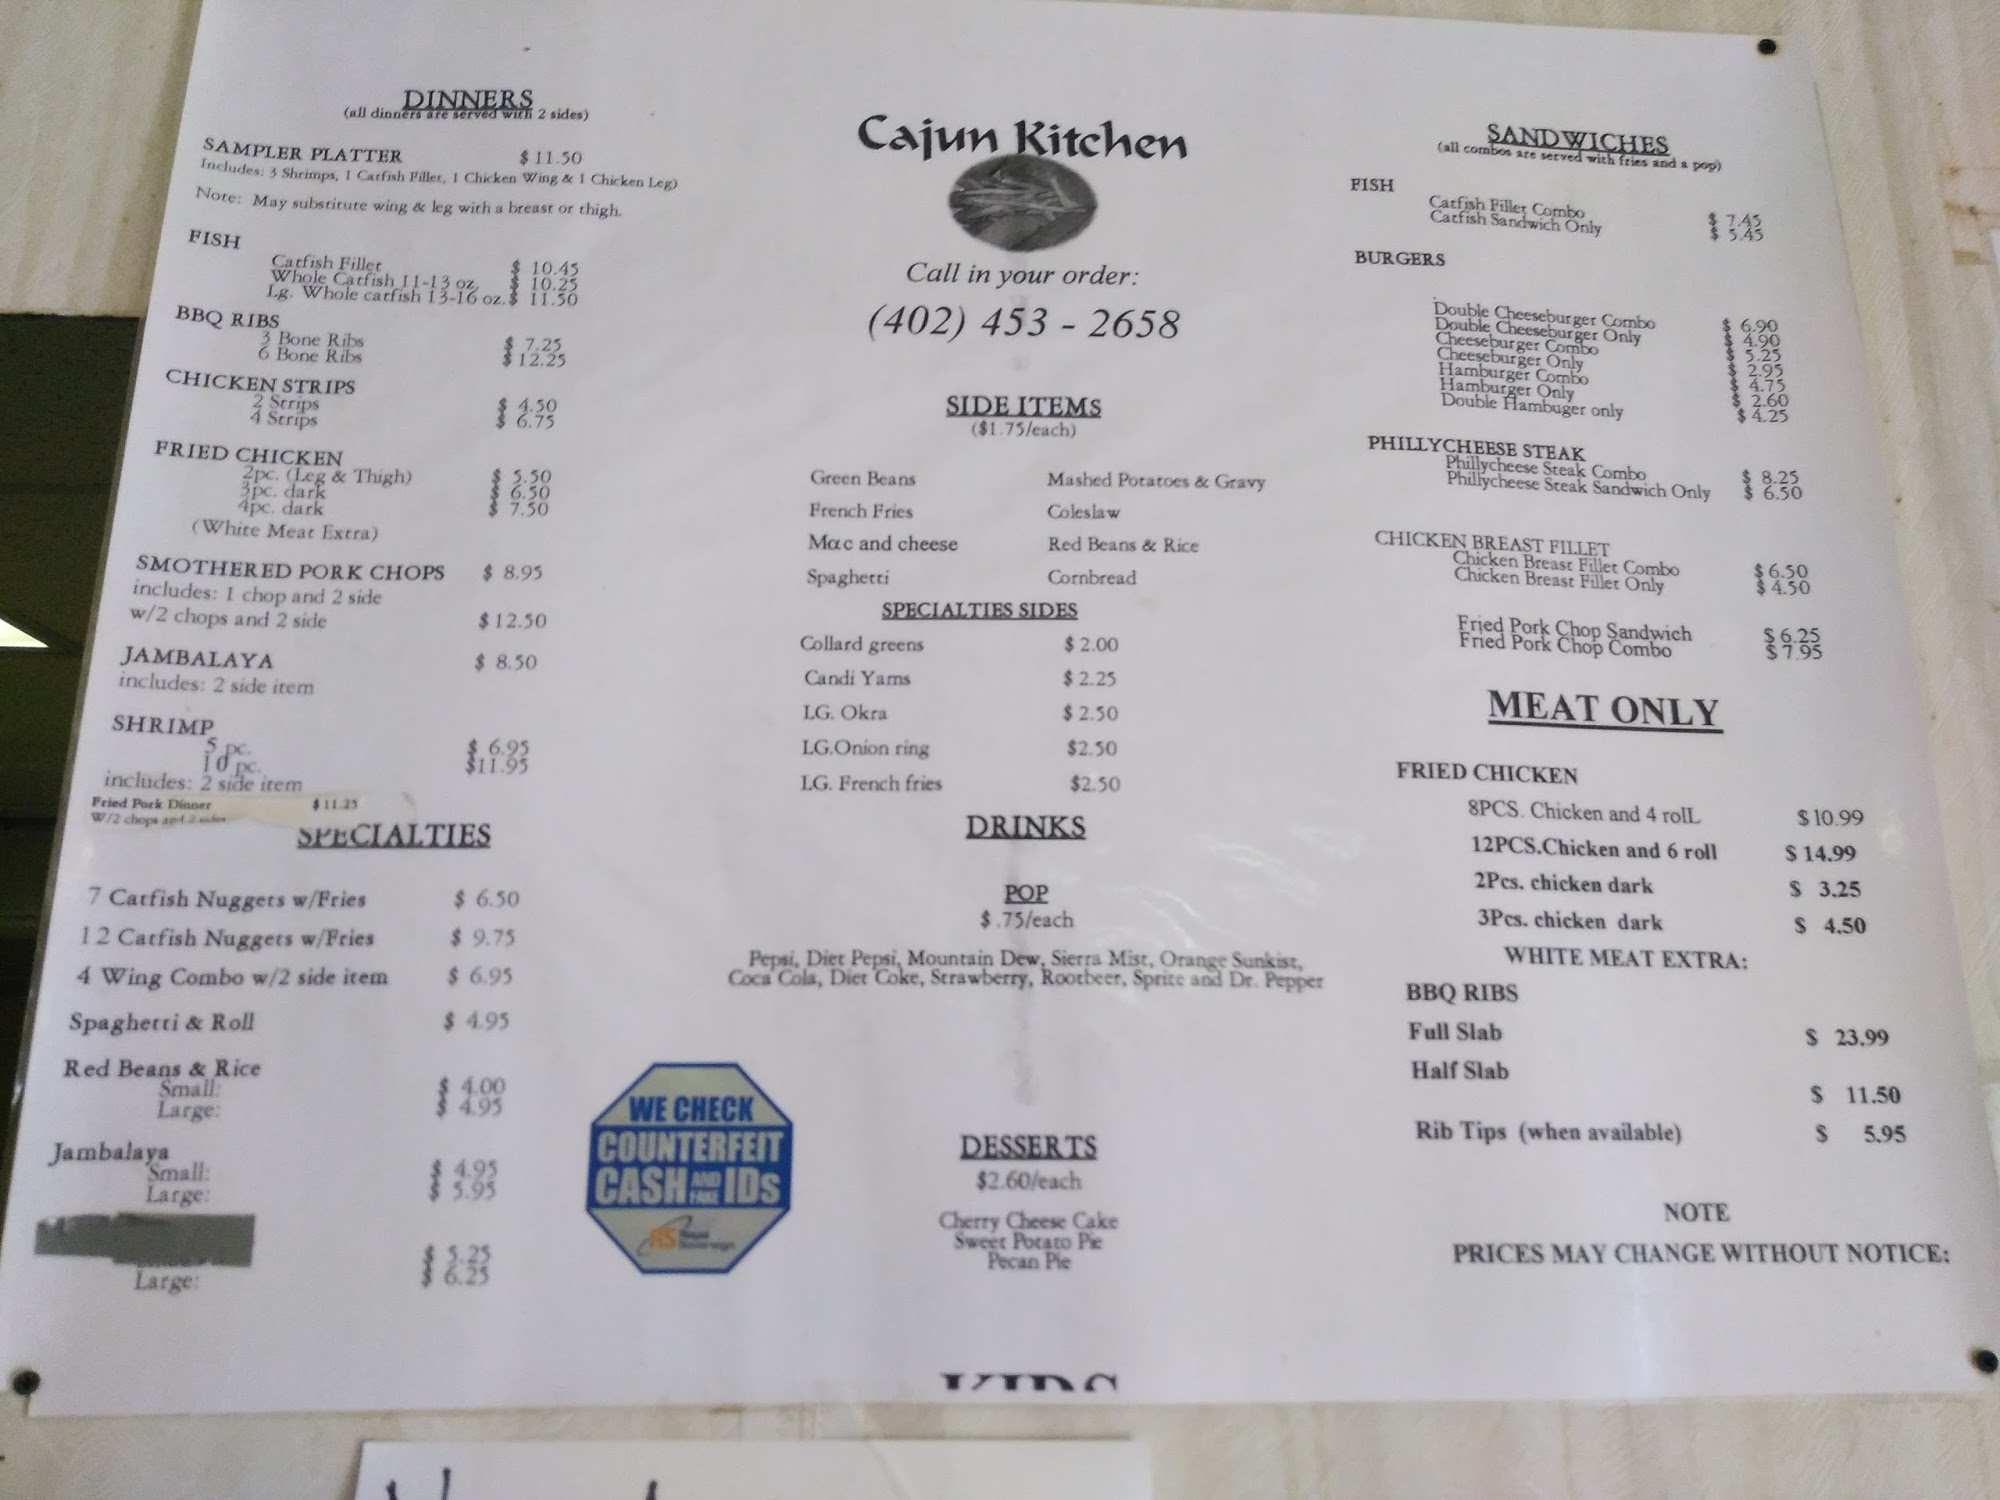 DINNERS
(all dinners are served with 2 sides)
SAMPLER PLATTER $ 11.50
Includes: 3 Shrimps, 1 Catfish Fillet, 1 Chicken Wing & 1 Chicken Leg)
Note: May substitute wing & leg with a breast or thigh.
FISH
Catfish Fillet $ 10.45
Whole Catfish 11-13 oz. $ 10.25
Lg. Whole catfish 13-16 oz. $ 11.50
BBQ RIBS
3 Bone Ribs $ 7.25
6 Bone Ribs $ 12.25
CHICKEN STRIPS
2 Strips $ 4.50
4 Strips $ 6.75
FRIED CHICKEN
2pc. (Leg & Thigh) $ 5.50
3pc. dark $ 6.50
4pc. dark $ 7.50
(White Meat Extra)
SMOTHERED PORK CHOPS $ 8.95
includes: 1 chop and 2 side
w/2 chops and 2 side $ 12.50
JAMBALAYA $ 8.50
includes: 2 side item
SHRIMP
5 pc. $ 6.95
10 pc. $11.95
includes: 2 side item
Fried Pork Dinner $ 11.25
W/2 chops and 2 sides
SPECIALTIES
7 Catfish Nuggets w/Fries $ 6.50
12 Catfish Nuggets w/Fries $ 9.75
4 Wing Combo w/2 side item $ 6.95
Spaghetti & Roll $ 4.95
Red Beans & Rice
Small: $ 4.00
Large: $ 4.95
Jambalaya
Small: $ 4.95
Large: $ 5.95
$ 5.25
Large: $ 6.25
Cajun Kitchen
Call in your order:
(402) 453 - 2658
SIDE ITEMS
($1.75/each)
Green Beans Mashed Potatoes & Gravy
French Fries Coleslaw
Mac and cheese Red Beans & Rice
Spaghetti Cornbread
SPECIALTIES SIDES
Collard greens $ 2.00
Candi Yams $ 2.25
LG. Okra $ 2.50
LG.Onion ring $2.50
LG. French fries $2.50
DRINKS
POP
$ .75/each
Pepsi, Diet Pepsi, Mountain Dew, Sierra Mist, Orange Sunkist,
Coca Cola, Diet Coke, Strawberry, Rootbeer, Sprite and Dr. Pepper
WE CHECK
COUNTERFEIT
CASH AND FAKE IDs
RS Royal Sovereign
DESSERTS
$2.60/each
Cherry Cheese Cake
Sweet Potato Pie
Pecan Pie
KIDS
SANDWICHES
(all combos are served with fries and a pop)
FISH
Catfish Fillet Combo $ 7.45
Catfish Sandwich Only $ 5.45
BURGERS
Double Cheeseburger Combo $ 6.90
Double Cheeseburger Only $ 4.90
Cheeseburger Combo $ 5.25
Cheeseburger Only $ 2.95
Hamburger Combo $ 4.75
Hamburger Only $ 2.60
Double Hambuger only $ 4.25
PHILLYCHEESE STEAK
Phillycheese Steak Combo $ 8.25
Phillycheese Steak Sandwich Only $ 6.50
CHICKEN BREAST FILLET
Chicken Breast Fillet Combo $ 6.50
Chicken Breast Fillet Only $ 4.50
Fried Pork Chop Sandwich $ 6.25
Fried Pork Chop Combo $ 7.95
MEAT ONLY
FRIED CHICKEN
8PCS. Chicken and 4 rolL $ 10.99
12PCS.Chicken and 6 roll $ 14.99
2Pcs. chicken dark $ 3.25
3Pcs. chicken dark $ 4.50
WHITE MEAT EXTRA:
BBQ RIBS
Full Slab $ 23.99
Half Slab
$ 11.50
Rib Tips (when available) $ 5.95
NOTE
PRICES MAY CHANGE WITHOUT NOTICE: